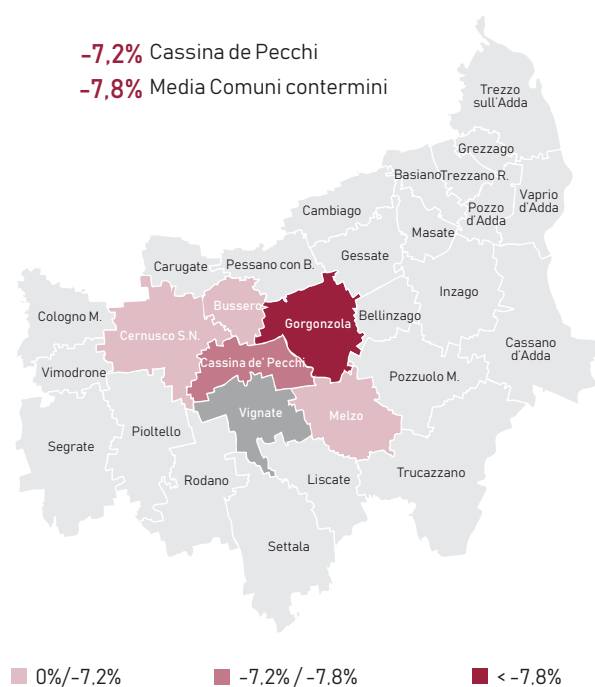 -7,2% Cassina de Pecchi
-7,8% Media Comuni contermini
Trezzo
sull'Adda
Grezzago
Basiano
Trezzano R.
Vaprio
d'Adda
Cambiago
Pozzo
d'Adda
Masate
Gessate
Carugate
Pessano con B.
Inzago
Bussero
Cologno M.
Gorgonzola
Bellinzago
Cernusco S.N.
Cassano
d'Adda
Cassina de' Pecchi
Vimodrone
Pozzuolo M.
Vignate
Melzo
Pioltello
Segrate
Trucazzano
Rodano
Liscate
Settala
0%/-7,2%
-7,2% / -7,8%
< -7,8%